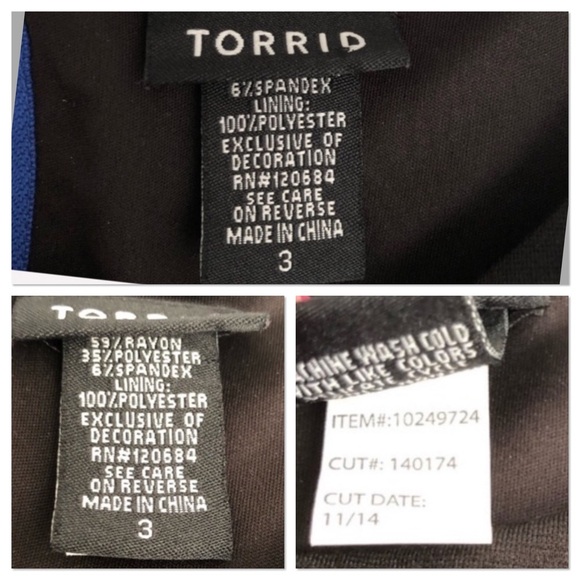 TORRID
6%SPANDEX
LINING:
100%POLYESTER
EXCLUSIVE OF
DECORATION
RN#120684
SEE CARE
ON REVERSE
MADE IN CHINA
3
59%RAYON
35%POLYESTER
6%SPANDEX
LINING:
100%POLYESTER
EXCLUSIVE OF
DECORATION
RN#120684
SEE CARE
ON REVERSE
MADE IN CHINA
3
WASH COLD
LIKE COLORS
ITEM#:10249724
CUT#: 140174
CUT DATE:
11/14